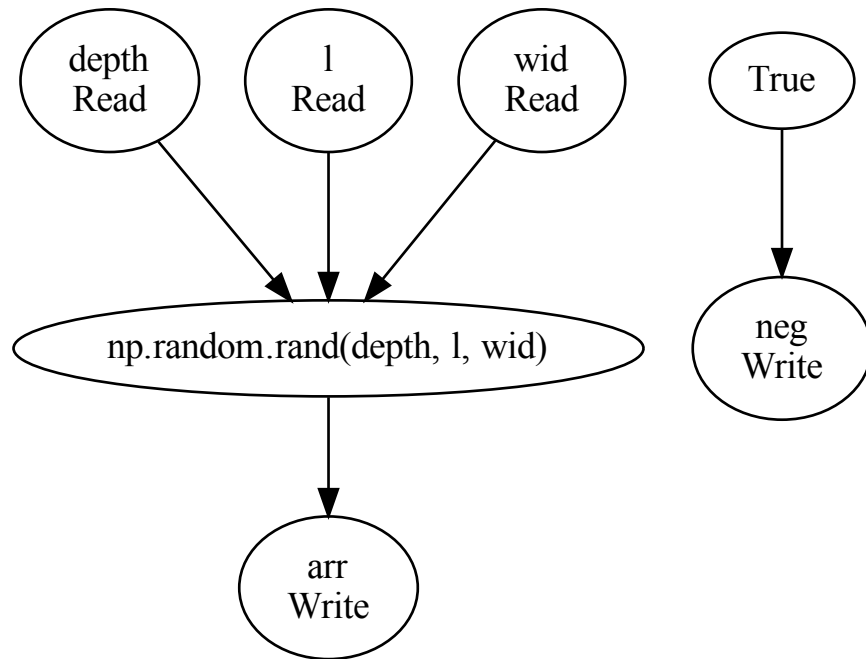 depth
Read
l
Read
wid
Read
True
np.random.rand(depth, l, wid)
neg
Write
arr
Write